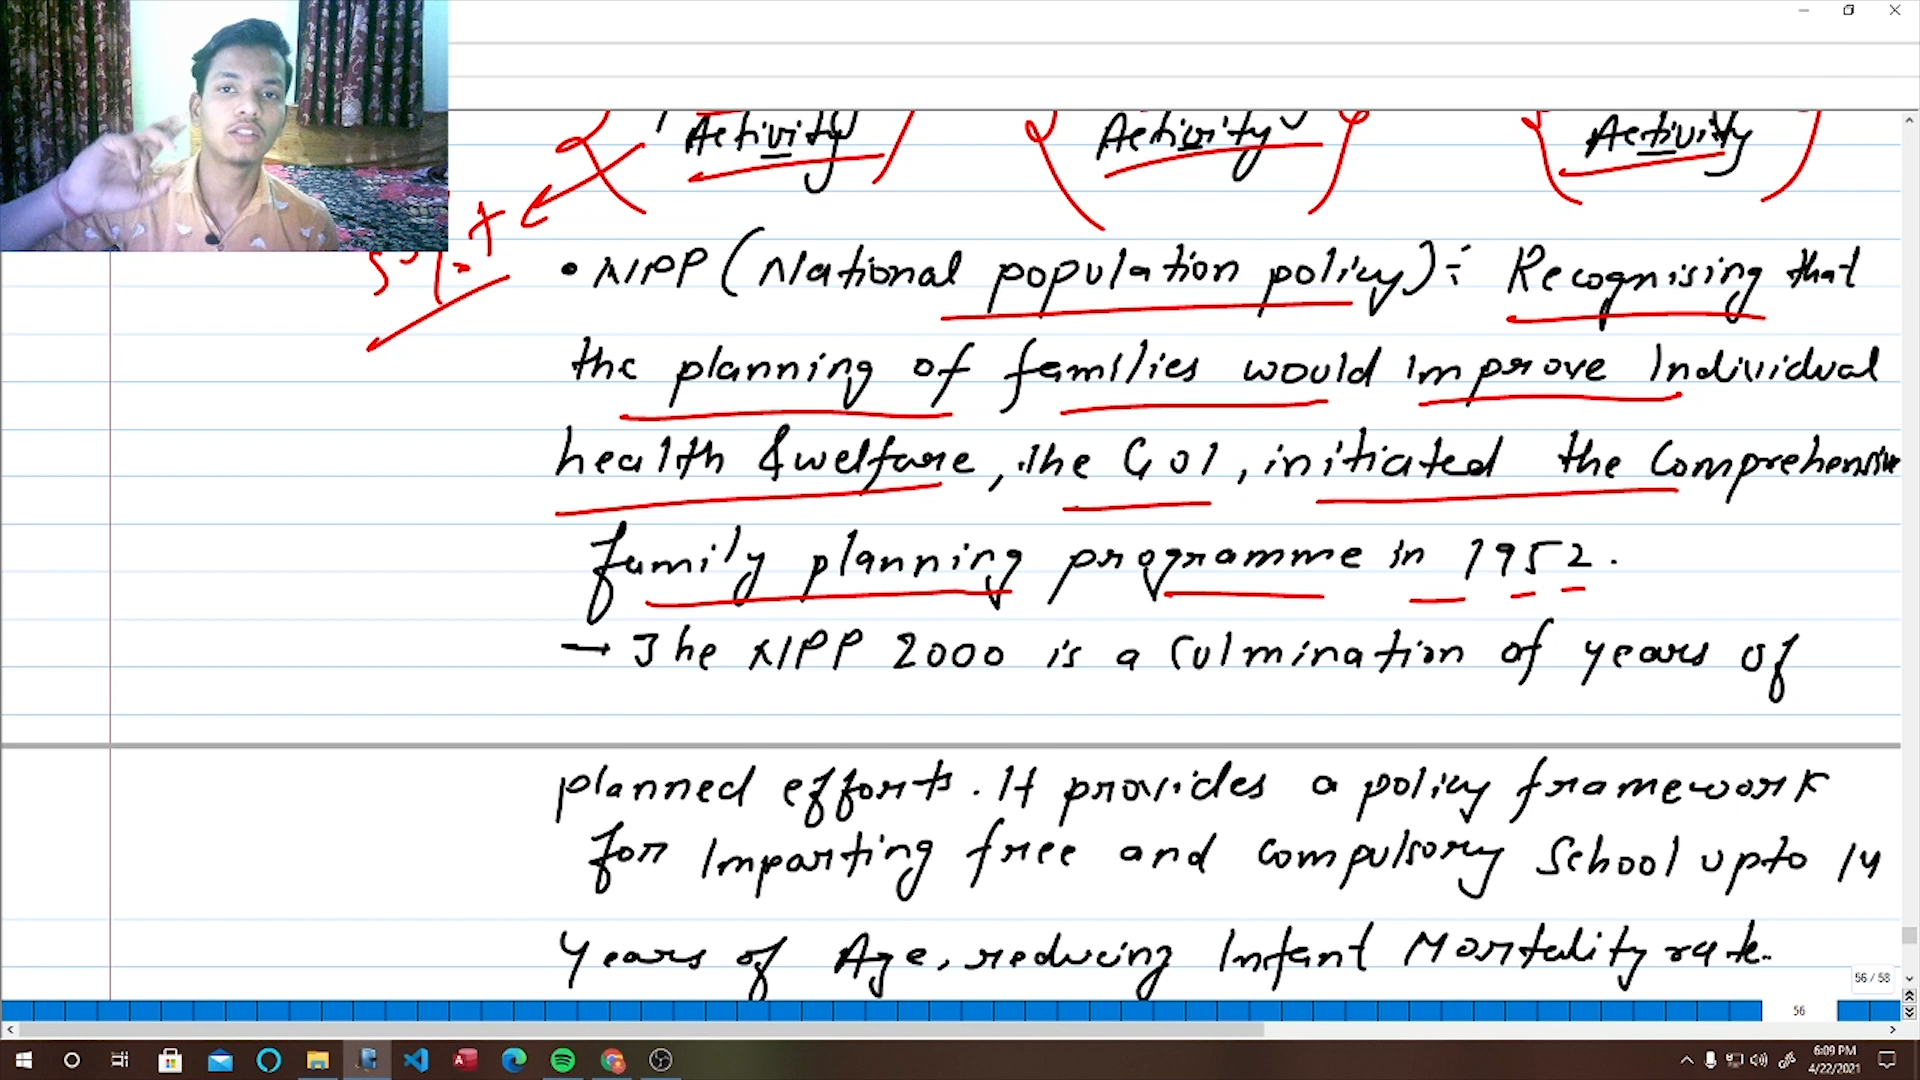 Activity Activity Activity
• NPP (National population policy):- Recognising that
the planning of families would improve Individual
health & welfare, the GOI, initiated the Comprehensive
family planning programme in 1952.
→ The NPP 2000 is a culmination of years of
planned efforts. It provides a policy framework
for Imparting free and compulsory School upto 14
years of Age, reducing Infant Mortality rate.
56 / 58
56
6:09 PM
4/22/2021